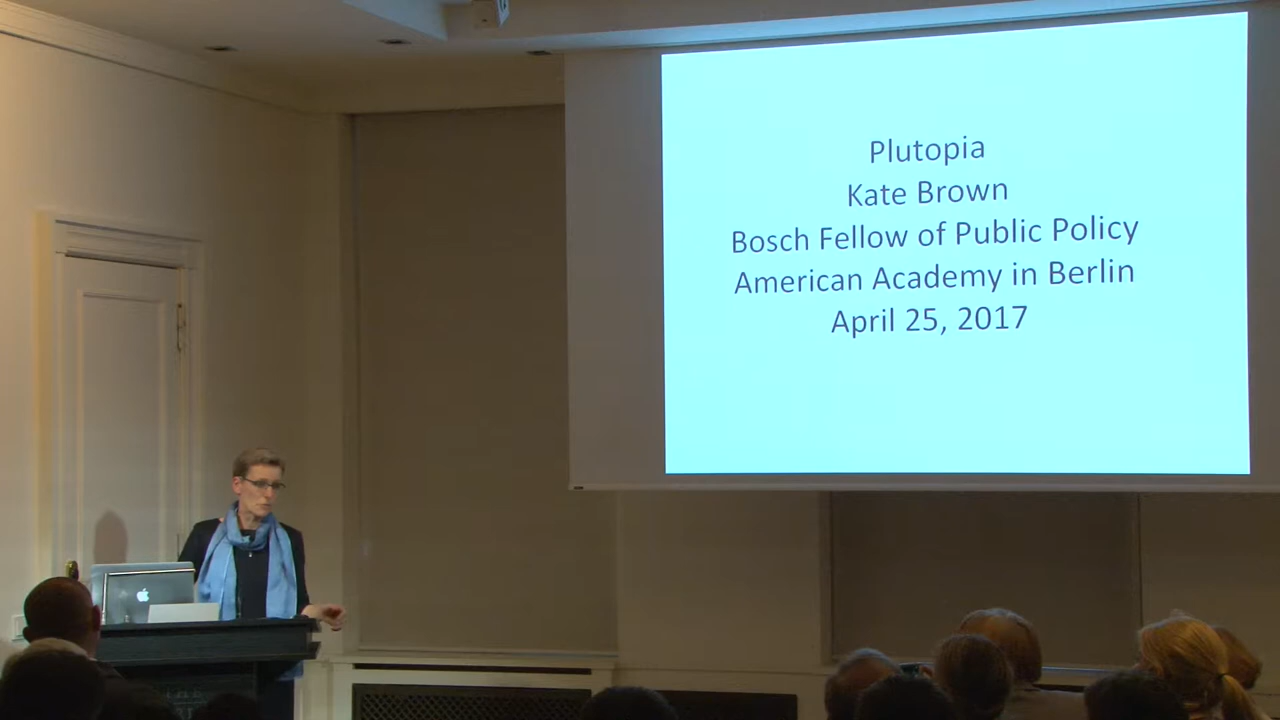 Plutopia
Kate Brown
Bosch Fellow of Public Policy
American Academy in Berlin
April 25, 2017